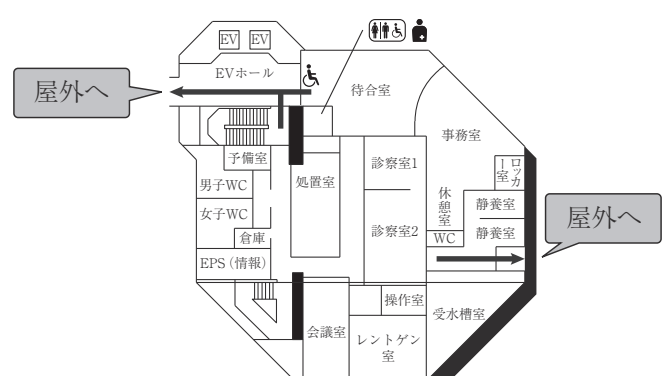 EV
EV
EVホール
屋外へ
待合室
事務室
予備室
診察室1
ロッカー室
男子WC
処置室
休憩室
静養室
女子WC
静養室
屋外へ
診察室2
倉庫
WC
EPS（情報）
操作室
受水槽室
会議室
レントゲン
室